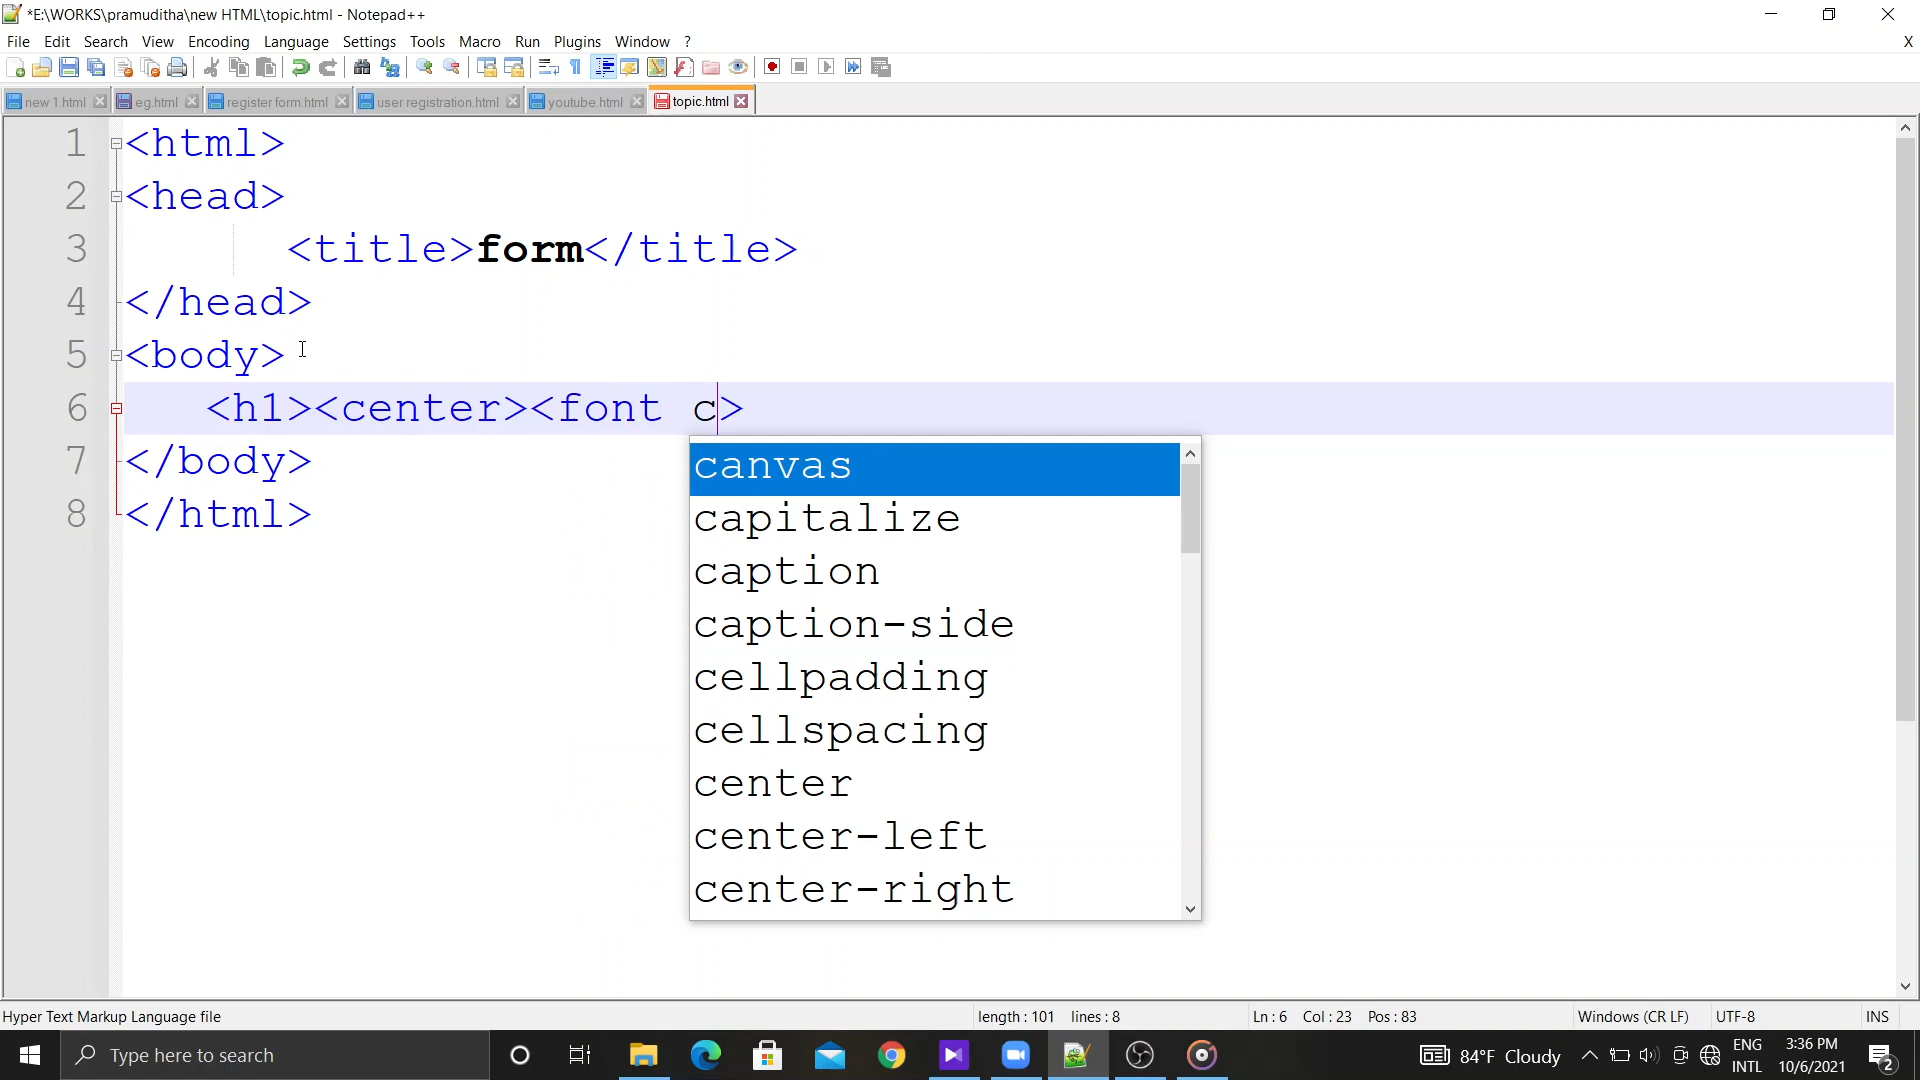 *E:\WORKS\pramuditha\new HTML\topic.html - Notepad++
File Edit Search View Encoding Language Settings Tools Macro Run Plugins Window ? X
new 1.html eg.html register form.html user registration.html youtube.html topic.html
1 <html>
2 <head>
3 <title>form</title>
4 </head>
5 <body>
6 <h1><center><font c>
7 </body>
8 </html>
canvas
capitalize
caption
caption-side
cellpadding
cellspacing
center
center-left
center-right
Hyper Text Markup Language file length : 101 lines : 8 Ln : 6 Col : 23 Pos : 83 Windows (CR LF) UTF-8 INS
Type here to search 84°F Cloudy ENG INTL 3:36 PM 10/6/2021 2